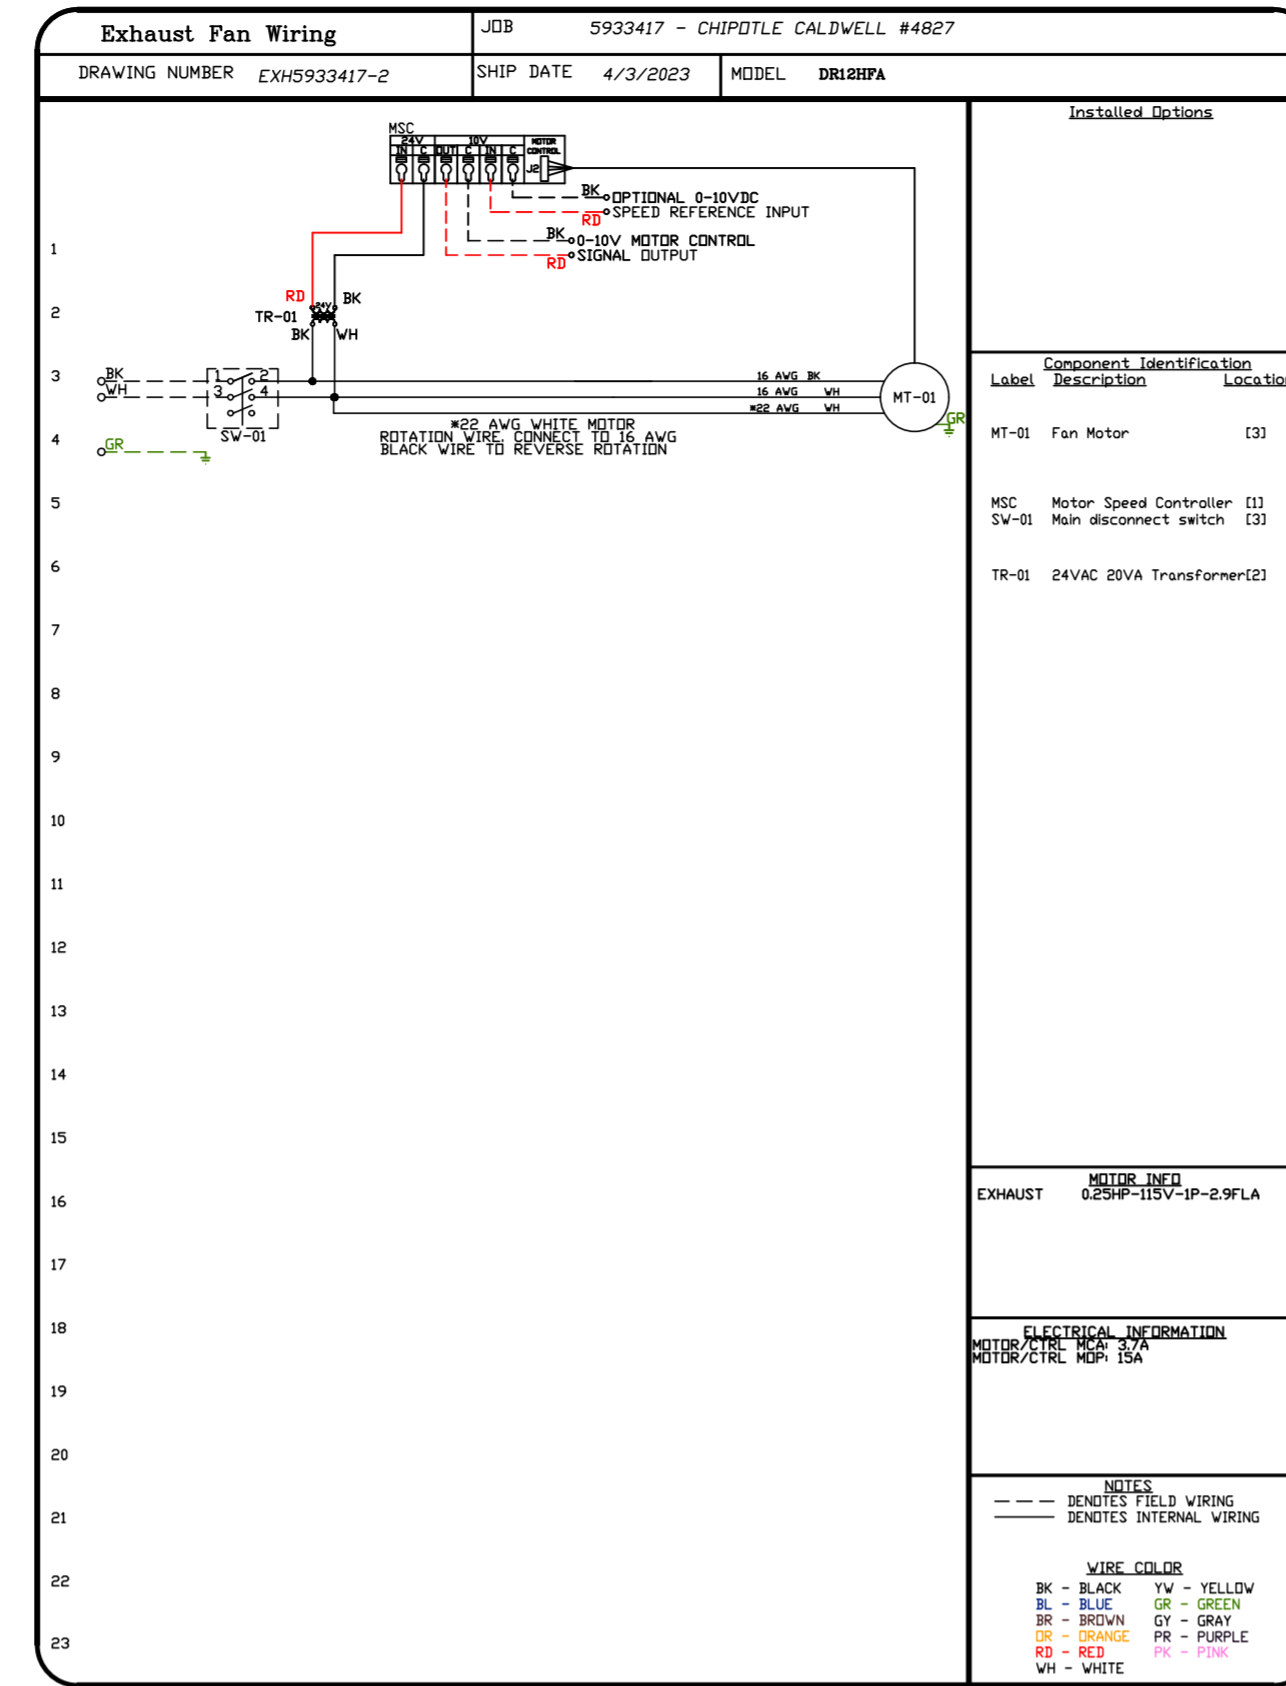 Exhaust Fan Wiring
JOB 5933417 - CHIPOTLE CALDWELL #4827
DRAWING NUMBER EXH5933417-2
SHIP DATE 4/3/2023
MODEL DR12HFA
Installed Options
MSC
24V 10V MOTOR
IN C OUT C IN C CONTROL
J2
BK OPTIONAL 0-10VDC
RD SPEED REFERENCE INPUT
BK 0-10V MOTOR CONTROL
RD SIGNAL OUTPUT
1
RD 24V BK
2
TR-01
BK WH
3
BK 1 2 16 AWG BK
WH 3 4 16 AWG WH
MT-01
*22 AWG WH
GR
SW-01
*22 AWG WHITE MOTOR
ROTATION WIRE. CONNECT TO 16 AWG
BLACK WIRE TO REVERSE ROTATION
4
GR
5
6
7
8
9
10
11
12
13
14
15
16
17
18
19
20
21
22
23
Component Identification
Label Description Location
MT-01 Fan Motor [3]
MSC Motor Speed Controller [1]
SW-01 Main disconnect switch [3]
TR-01 24VAC 20VA Transformer[2]
MOTOR INFO
EXHAUST 0.25HP-115V-1P-2.9FLA
ELECTRICAL INFORMATION
MOTOR/CTRL MCA: 3.7A
MOTOR/CTRL MOP: 15A
NOTES
DENOTES FIELD WIRING
DENOTES INTERNAL WIRING
WIRE COLOR
BK - BLACK YW - YELLOW
BL - BLUE GR - GREEN
BR - BROWN GY - GRAY
OR - ORANGE PR - PURPLE
RD - RED PK - PINK
WH - WHITE